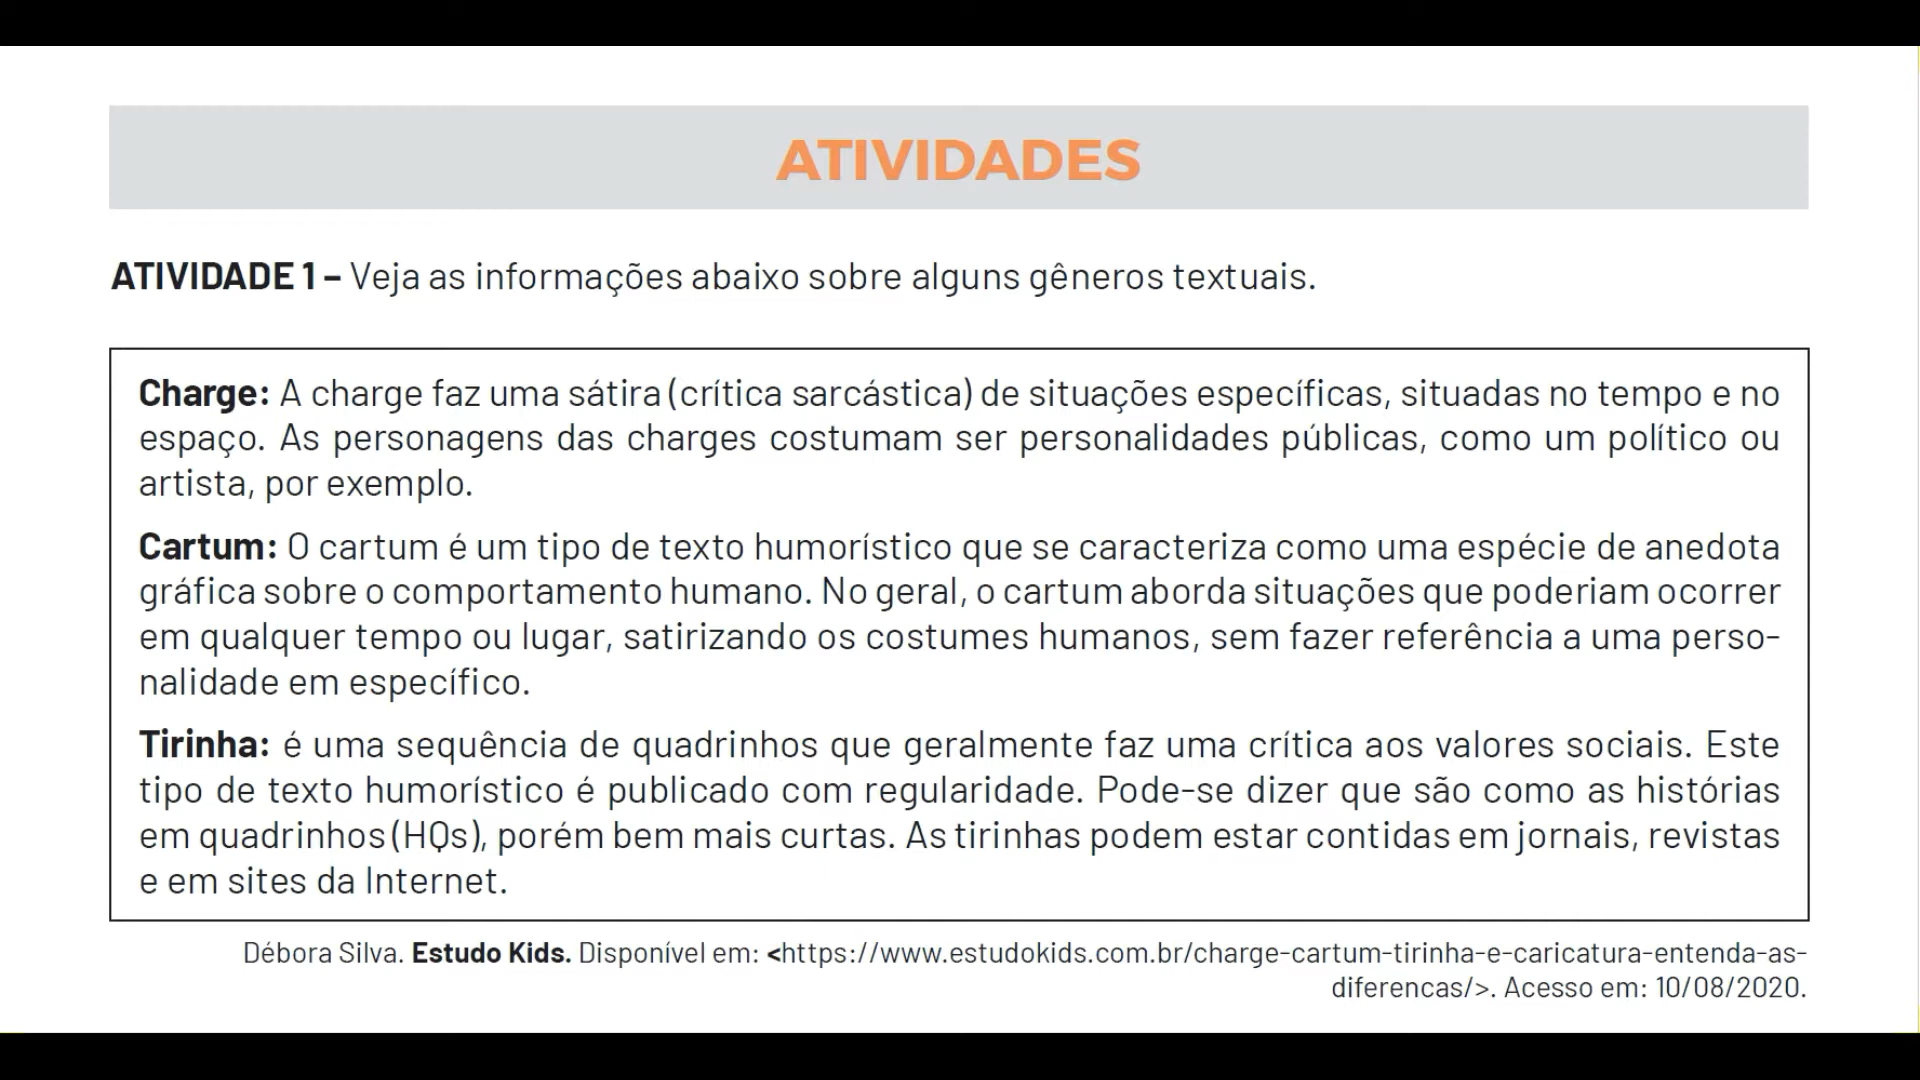 ATIVIDADES
ATIVIDADE 1 – Veja as informações abaixo sobre alguns gêneros textuais.
Charge: A charge faz uma sátira (crítica sarcástica) de situações específicas, situadas no tempo e no
espaço. As personagens das charges costumam ser personalidades públicas, como um político ou
artista, por exemplo.
Cartum: O cartum é um tipo de texto humorístico que se caracteriza como uma espécie de anedota
gráfica sobre o comportamento humano. No geral, o cartum aborda situações que poderiam ocorrer
em qualquer tempo ou lugar, satirizando os costumes humanos, sem fazer referência a uma perso-
nalidade em específico.
Tirinha: é uma sequência de quadrinhos que geralmente faz uma crítica aos valores sociais. Este
tipo de texto humorístico é publicado com regularidade. Pode-se dizer que são como as histórias
em quadrinhos (HQs), porém bem mais curtas. As tirinhas podem estar contidas em jornais, revistas
e em sites da Internet.
Débora Silva. Estudo Kids. Disponível em: <https://www.estudokids.com.br/charge-cartum-tirinha-e-caricatura-entenda-as-
diferencas/>. Acesso em: 10/08/2020.